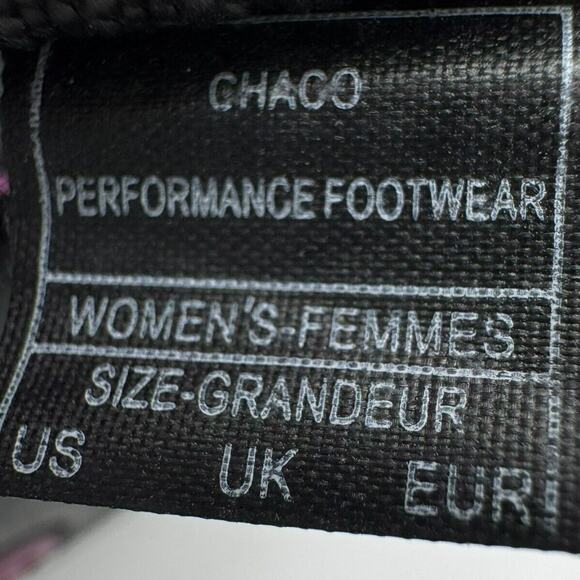 CHACO
PERFORMANCE FOOTWEAR
WOMEN'S-FEMMES
SIZE-GRANDEUR
US UK EUR